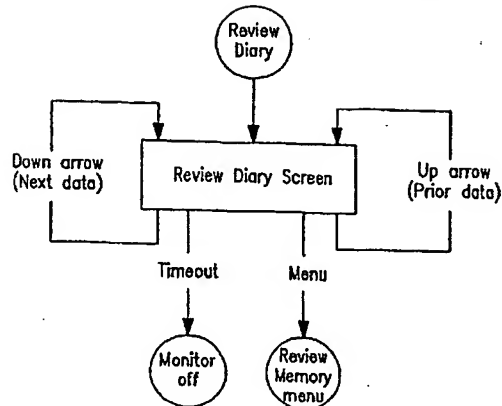 Review
Diary
Down arrow
(Next data)
Review Diary Screen
Up arrow
(Prior data)
Timeout
Menu
Monitor
off
Review
Memory
menu